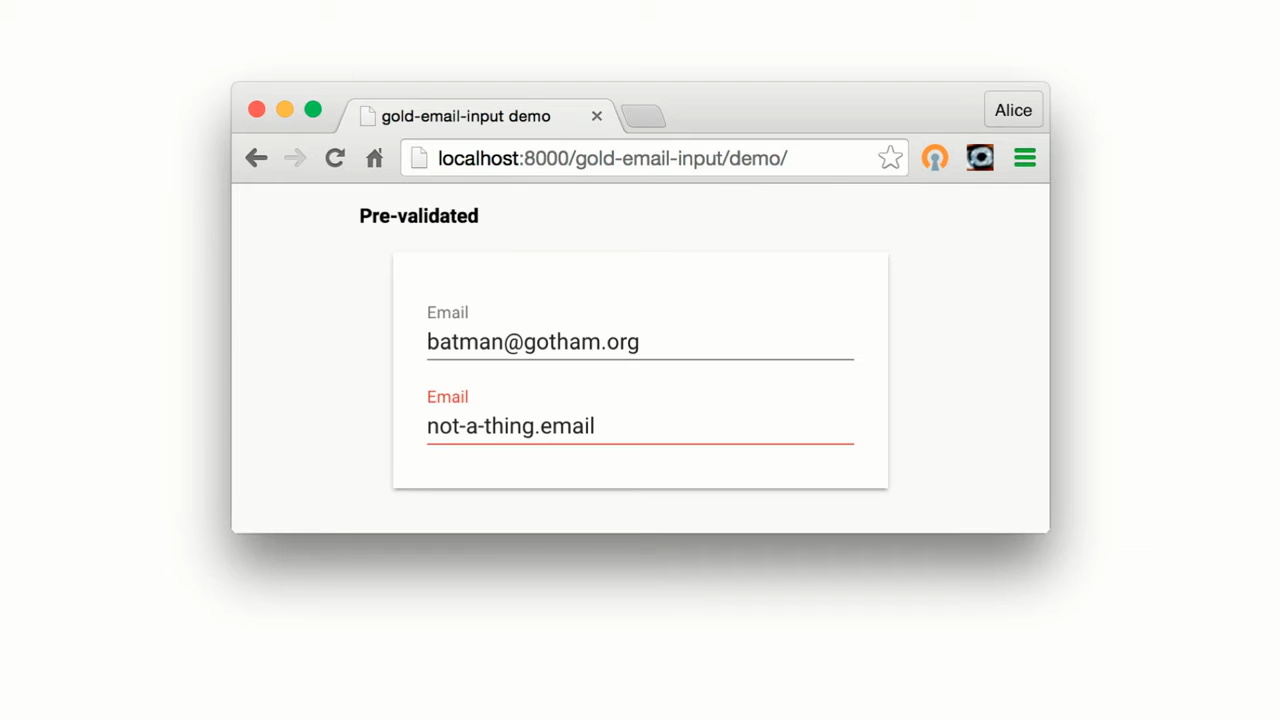 gold-email-input demo
Alice
localhost:8000/gold-email-input/demo/
Pre-validated
Email
batman@gotham.org
Email
not-a-thing.email